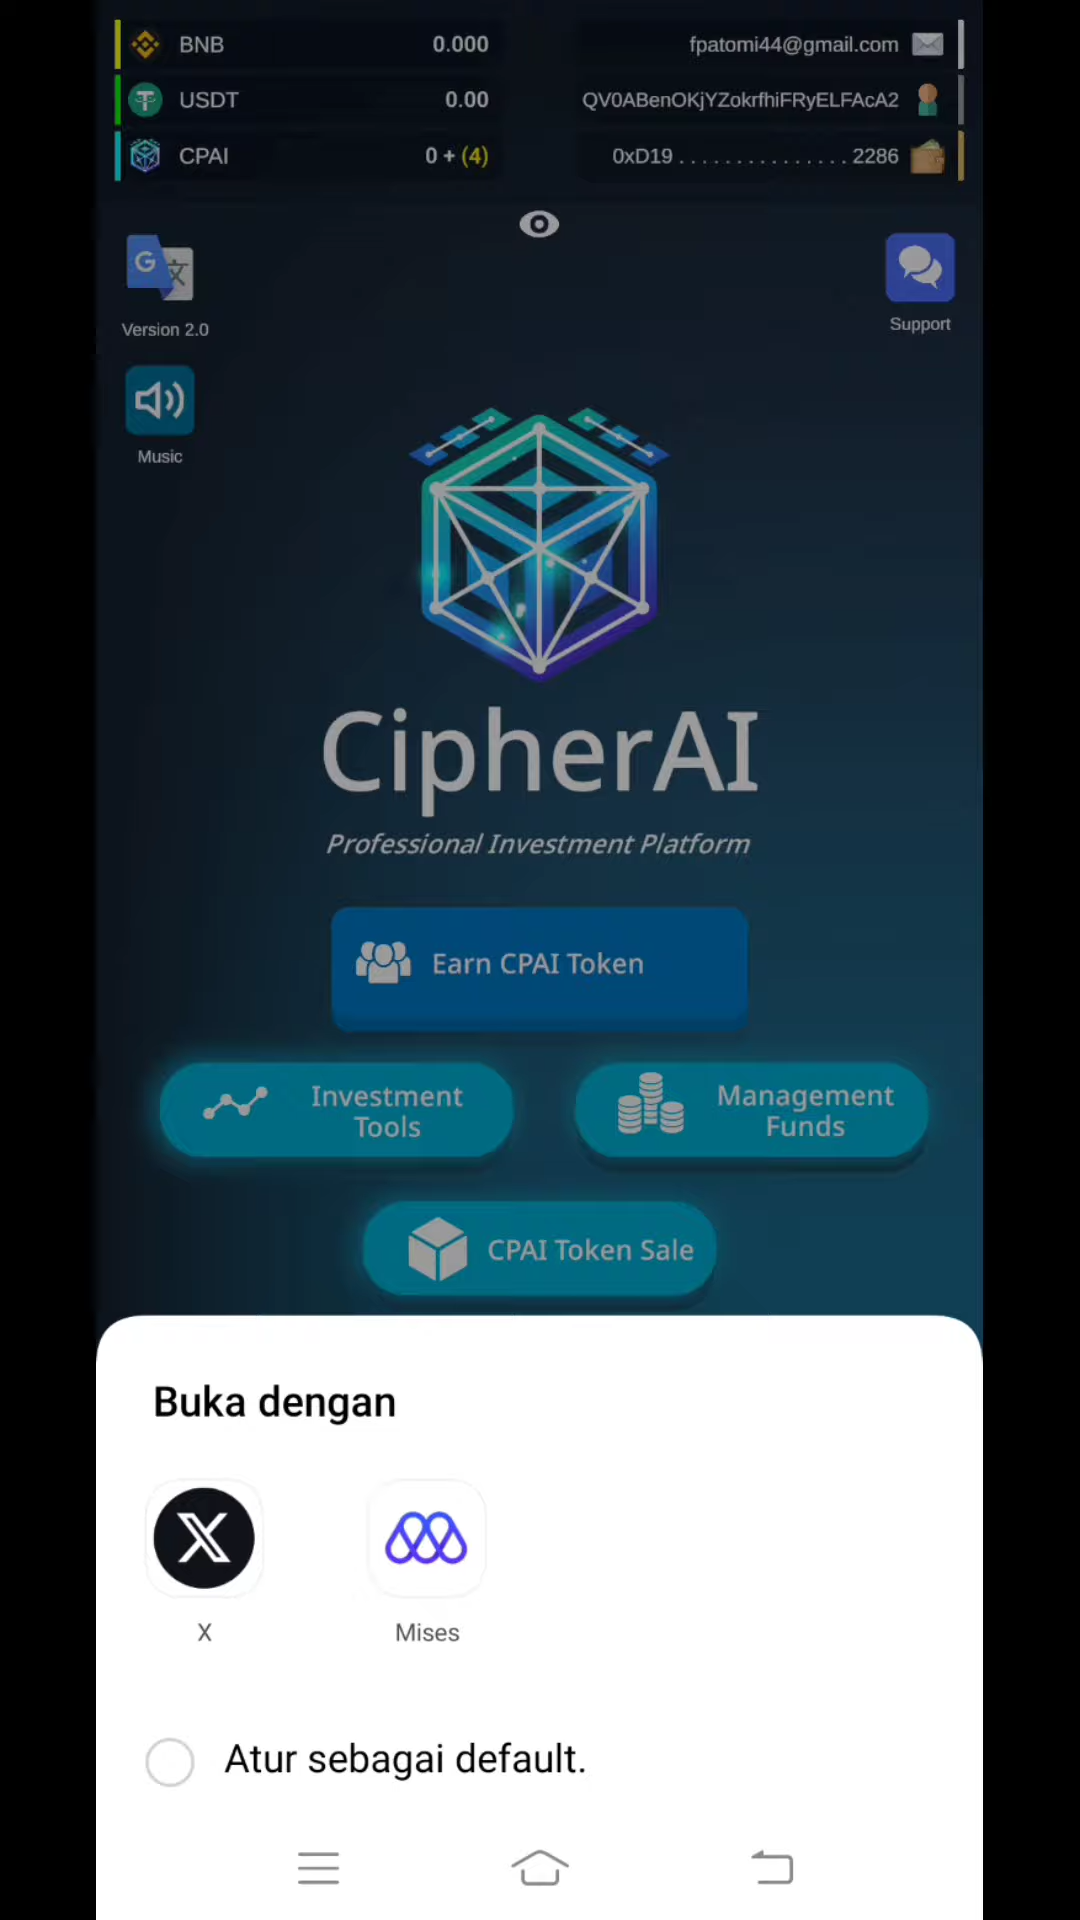 BNB 0.000
fpatomi44@gmail.com
USDT 0.00
QV0ABenOKjYZokrfhiFRyELFAcA2
CPAI 0 + (4)
0xD19 . . . . . . . . . . . . . . . 2286
G 文
Version 2.0
Support
Music
CipherAI
Professional Investment Platform
Earn CPAI Token
Investment
Tools
Management
Funds
CPAI Token Sale
Buka dengan
X
Mises
Atur sebagai default.